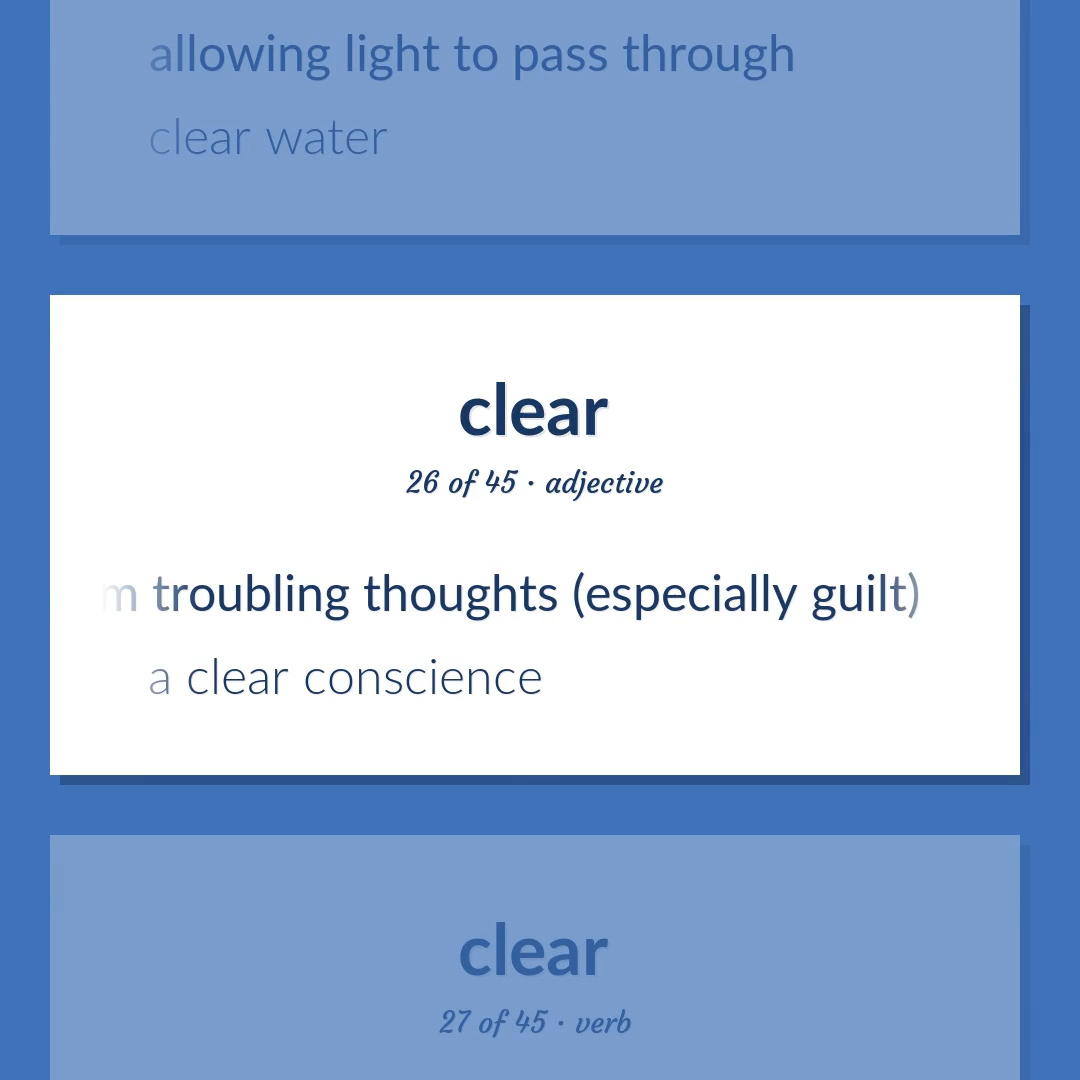 allowing light to pass through
clear water
clear
26 of 45 · adjective
m troubling thoughts (especially guilt)
a clear conscience
clear
27 of 45 · verb